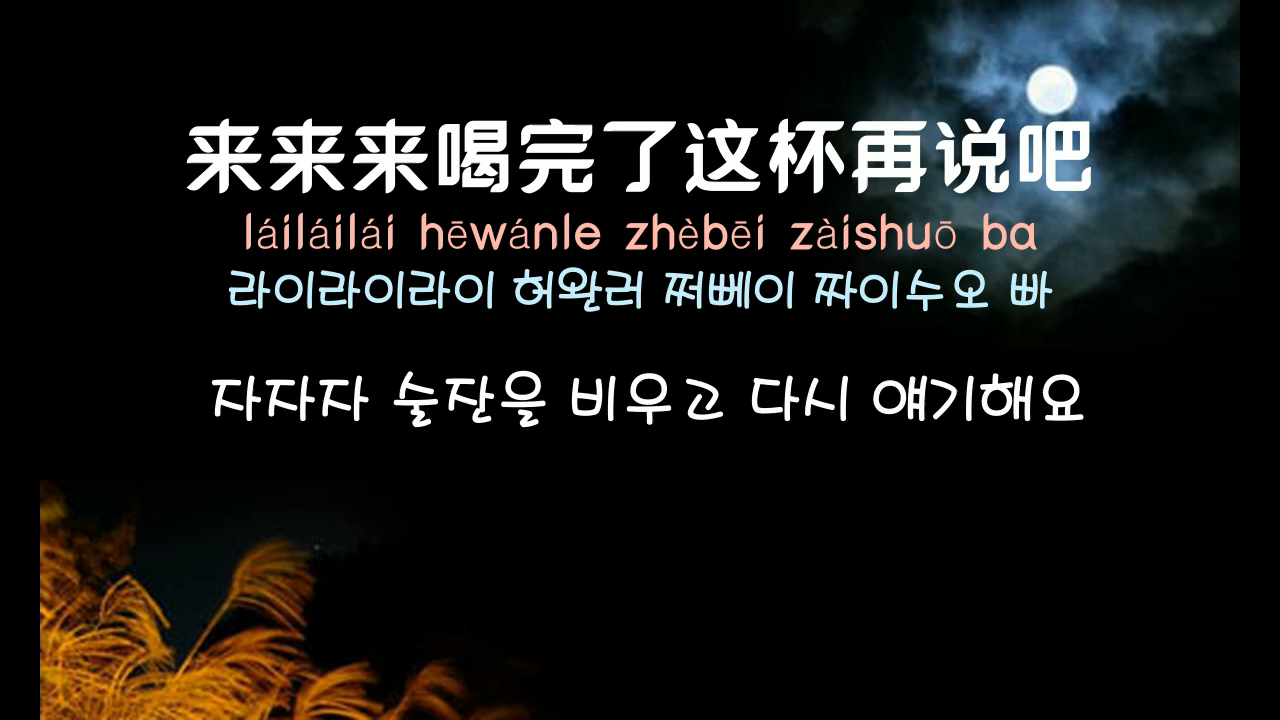 来来来喝完了这杯再说吧
láiláilái hēwánle zhèbēi zàishuō ba
라이라이라이 허완러 쩌뻬이 짜이수오 빠
자자자 술잔을 비우고 다시 얘기해요